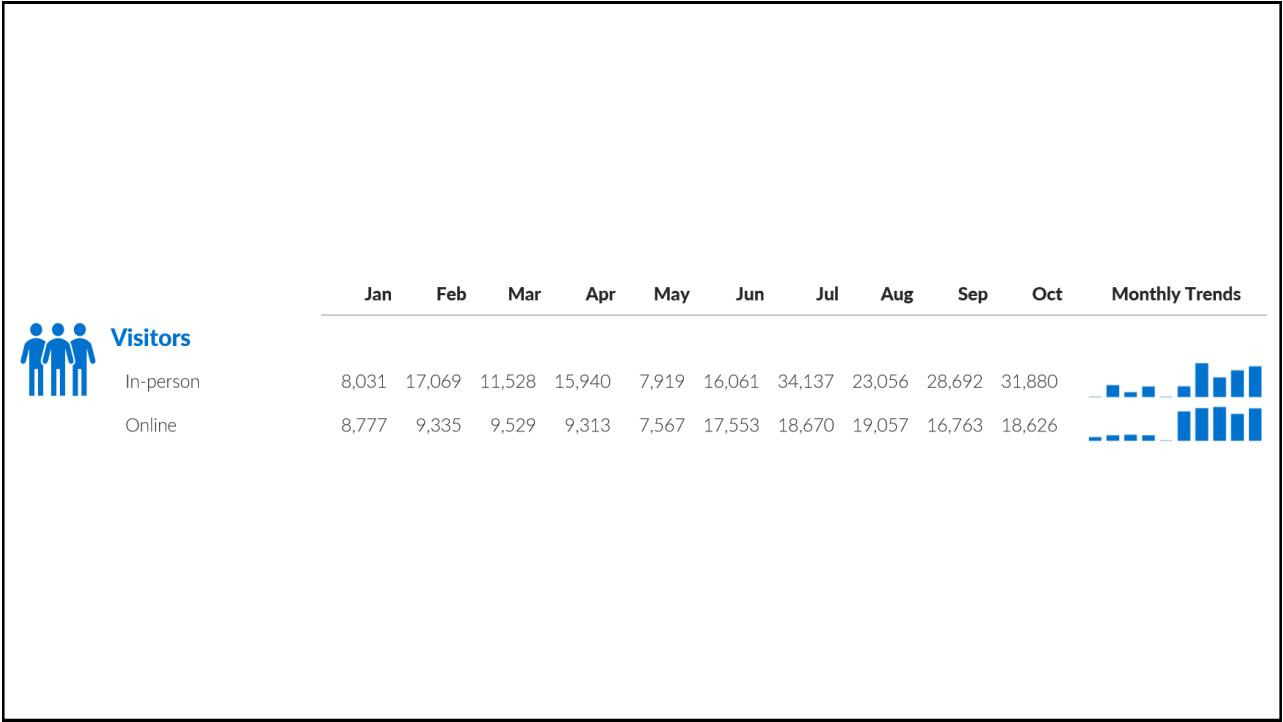 Jan Feb Mar Apr May Jun Jul Aug Sep Oct Monthly Trends
Visitors
In-person 8,031 17,069 11,528 15,940 7,919 16,061 34,137 23,056 28,692 31,880
Online 8,777 9,335 9,529 9,313 7,567 17,553 18,670 19,057 16,763 18,626